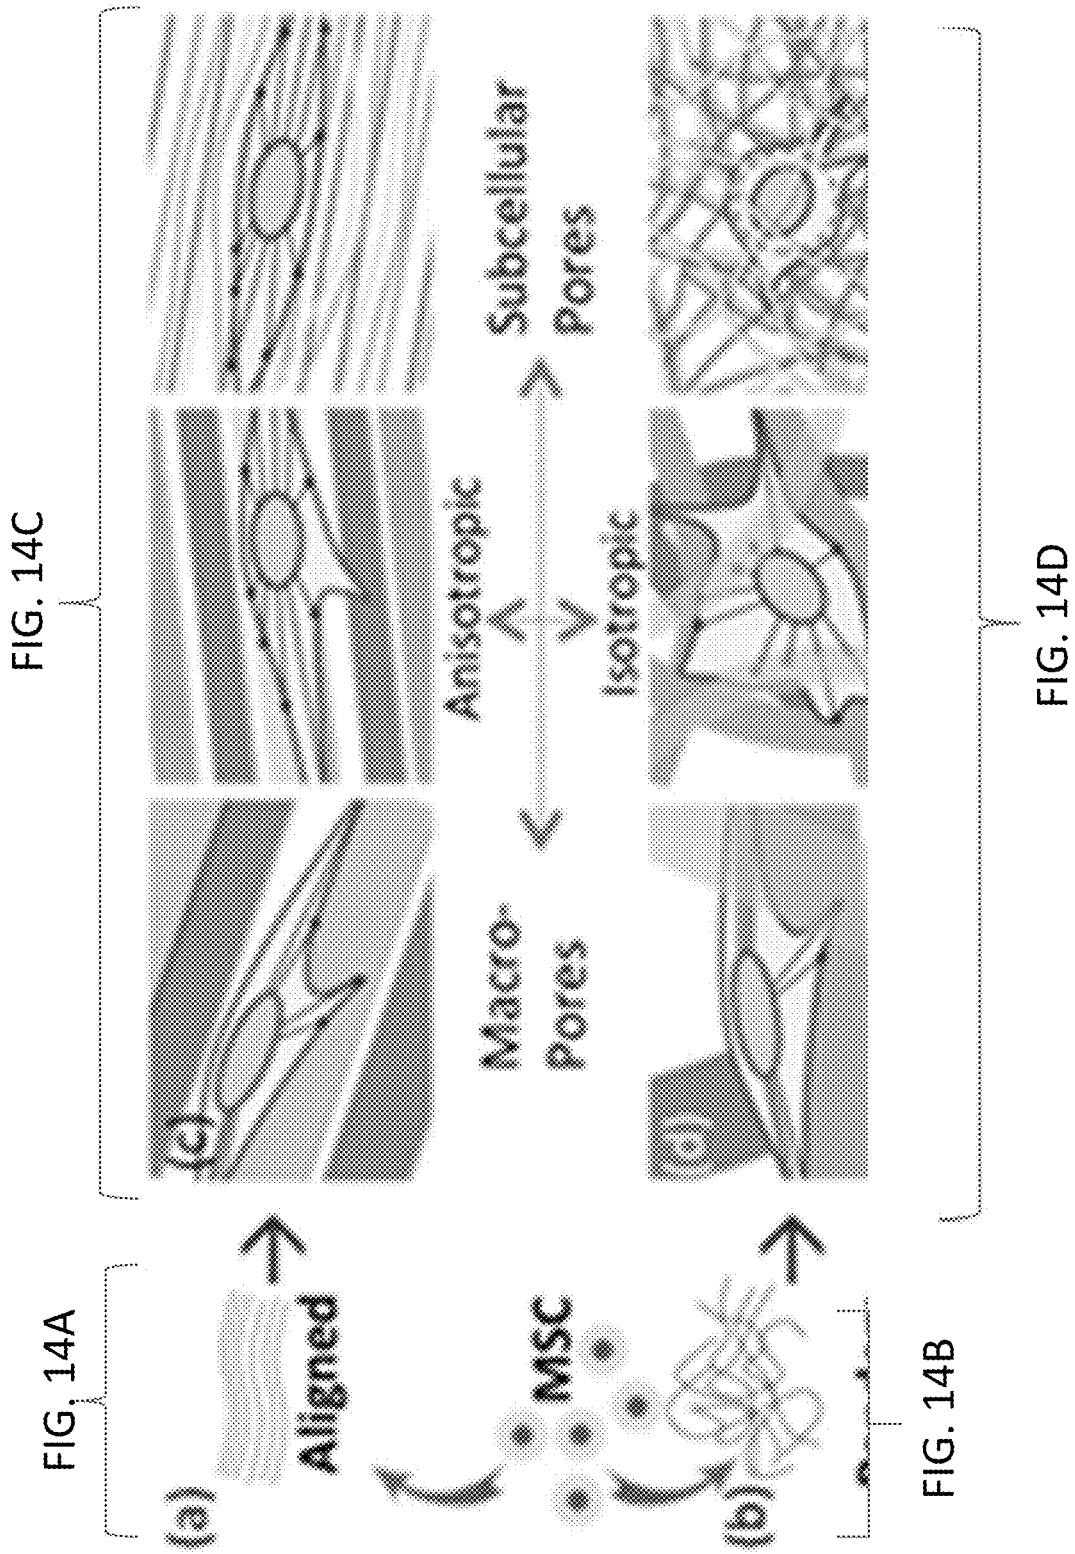 FIG. 14A
FIG. 14C
(a)
Aligned
(c)
Anisotropic
MSC
Macro-
Pores
Subcellular
Pores
Isotropic
(b)
(d)
FIG. 14B
FIG. 14D